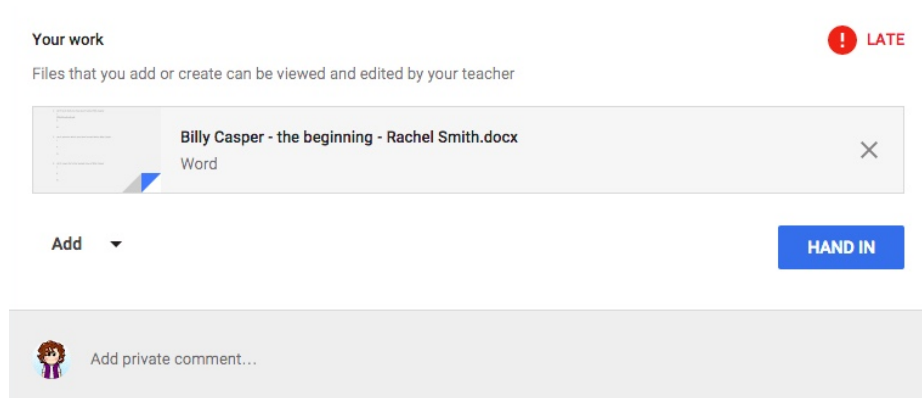 Your work
! LATE
Files that you add or create can be viewed and edited by your teacher
Billy Casper - the beginning - Rachel Smith.docx
Word
Add
HAND IN
Add private comment...